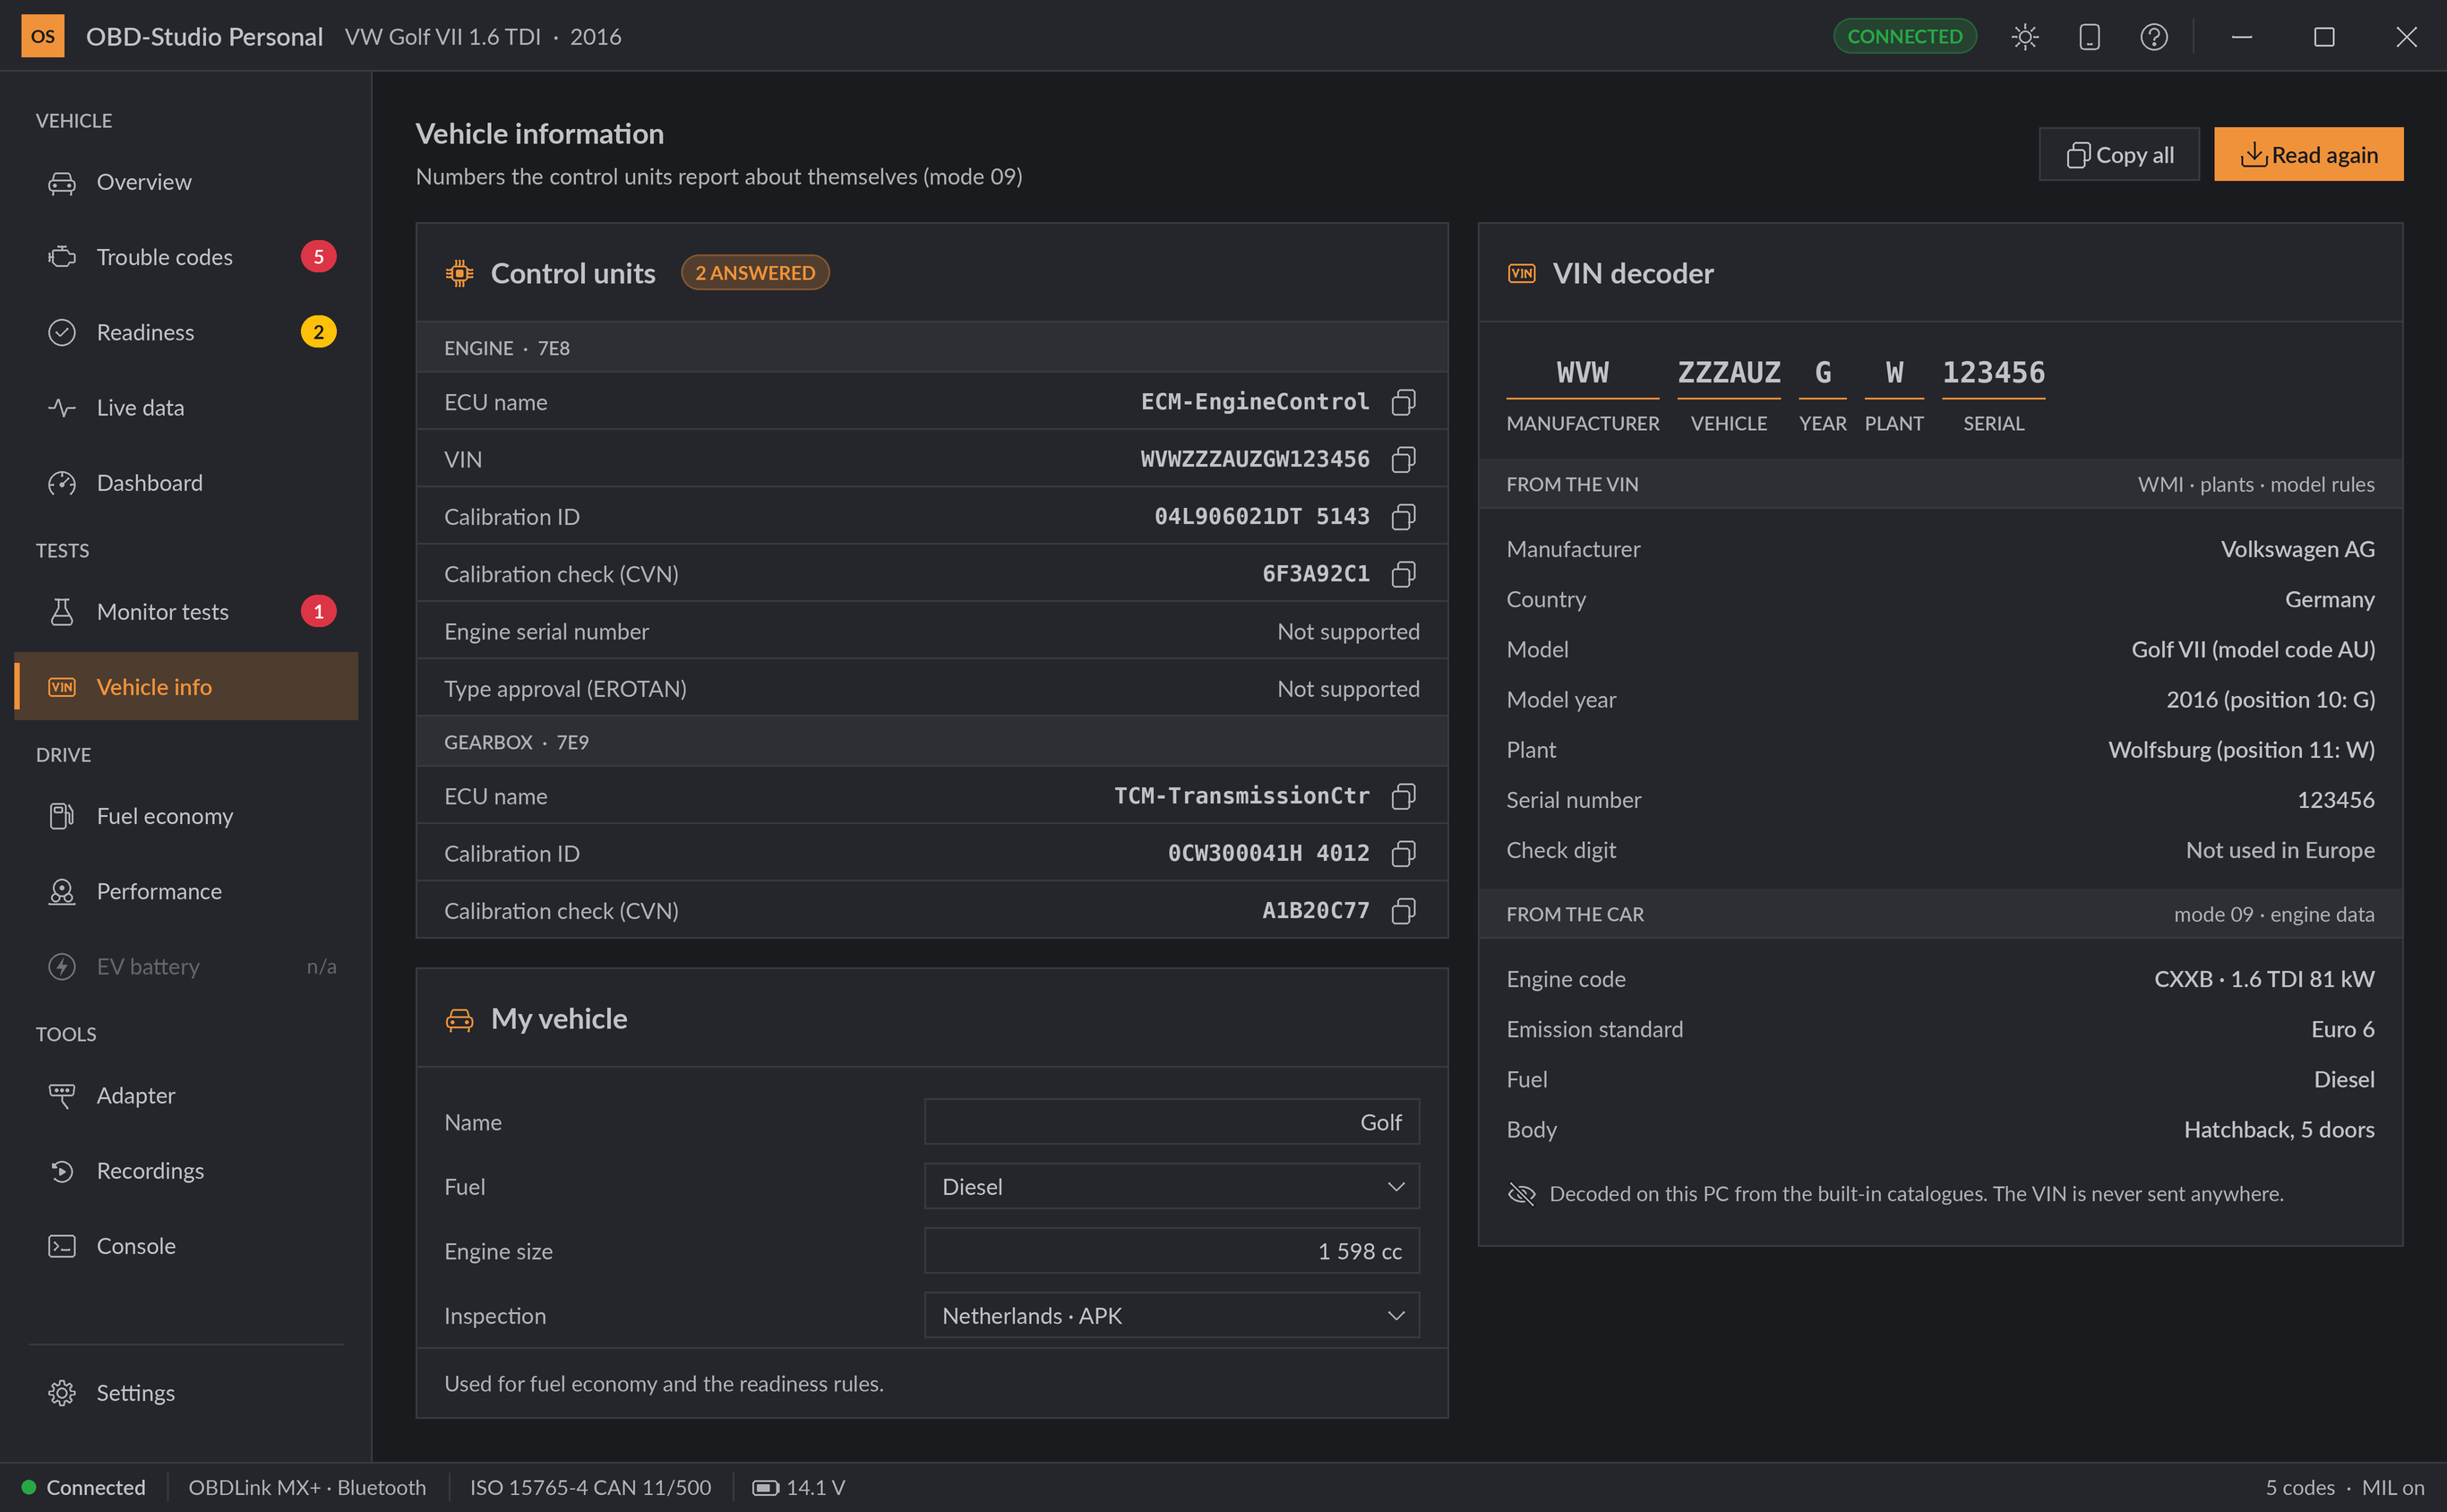 OS OBD-Studio Personal VW Golf VII 1.6 TDI · 2016 CONNECTED
VEHICLE
Overview
Trouble codes 5
Readiness 2
Live data
Dashboard
TESTS
Monitor tests 1
VIN Vehicle info
DRIVE
Fuel economy
Performance
EV battery n/a
TOOLS
Adapter
Recordings
Console
Settings
Vehicle information
Numbers the control units report about themselves (mode 09)
Copy all Read again
Control units 2 ANSWERED
ENGINE · 7E8
ECU name ECM-EngineControl
VIN WVWZZZAUZGW123456
Calibration ID 04L906021DT 5143
Calibration check (CVN) 6F3A92C1
Engine serial number Not supported
Type approval (EROTAN) Not supported
GEARBOX · 7E9
ECU name TCM-TransmissionCtr
Calibration ID 0CW300041H 4012
Calibration check (CVN) A1B20C77
My vehicle
Name Golf
Fuel Diesel
Engine size 1 598 cc
Inspection Netherlands · APK
Used for fuel economy and the readiness rules.
VIN VIN decoder
WVW ZZZAUZ G W 123456
MANUFACTURER VEHICLE YEAR PLANT SERIAL
FROM THE VIN WMI · plants · model rules
Manufacturer Volkswagen AG
Country Germany
Model Golf VII (model code AU)
Model year 2016 (position 10: G)
Plant Wolfsburg (position 11: W)
Serial number 123456
Check digit Not used in Europe
FROM THE CAR mode 09 · engine data
Engine code CXXB · 1.6 TDI 81 kW
Emission standard Euro 6
Fuel Diesel
Body Hatchback, 5 doors
Decoded on this PC from the built-in catalogues. The VIN is never sent anywhere.
Connected OBDLink MX+ · Bluetooth ISO 15765-4 CAN 11/500 14.1 V 5 codes · MIL on